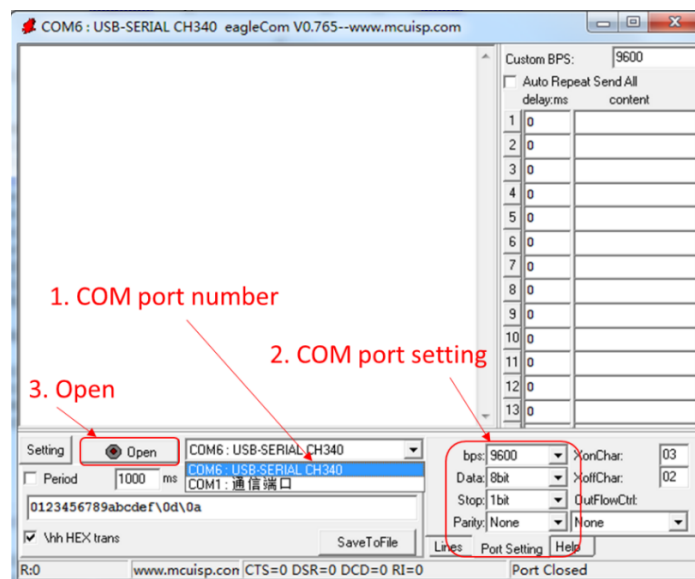 COM6 : USB-SERIAL CH340 eagleCom V0.765--www.mcuisp.com
Custom BPS: 9600
Auto Repeat Send All
delay:ms content
1 0
2 0
3 0
4 0
5 0
6 0
7 0
8 0
9 0
10 0
11 0
12 0
13 0
1. COM port number
2. COM port setting
3. Open
Setting Open COM6 : USB-SERIAL CH340
COM6 : USB-SERIAL CH340
COM1 : 通信端口
Period 1000 ms
0123456789abcdef\0d\0a
\hh HEX trans SaveToFile
bps: 9600 XonChar: 03
Data: 8bit XoffChar: 02
Stop: 1bit OutFlowCtrl:
Parity: None None
Lines Port Setting Help
R:0 www.mcuisp.con CTS=0 DSR=0 DCD=0 RI=0 Port Closed